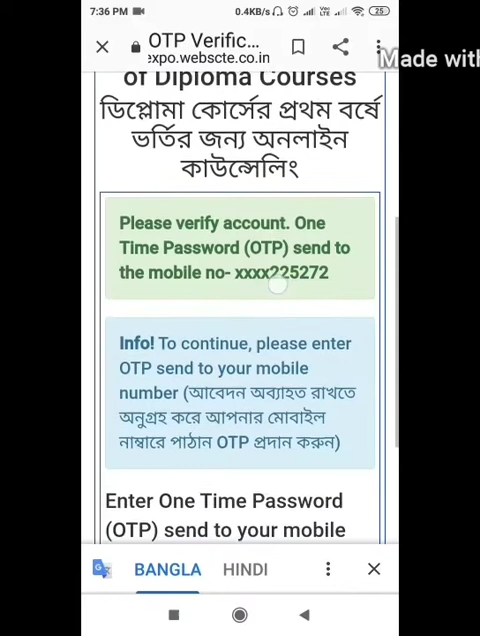 7:36 PM
0.4KB/s
25
OTP Verific...
expo.webscte.co.in
Made with
of Diploma Courses
ডিপ্লোমা কোর্সের প্রথম বর্ষে
ভর্তির জন্য অনলাইন
কাউন্সেলিং
Please verify account. One
Time Password (OTP) send to
the mobile no- xxxx225272
Info! To continue, please enter
OTP send to your mobile
number (আবেদন অব্যাহত রাখতে
অনুগ্রহ করে আপনার মোবাইল
নাম্বারে পাঠান OTP প্রদান করুন)
Enter One Time Password
(OTP) send to your mobile
BANGLA HINDI